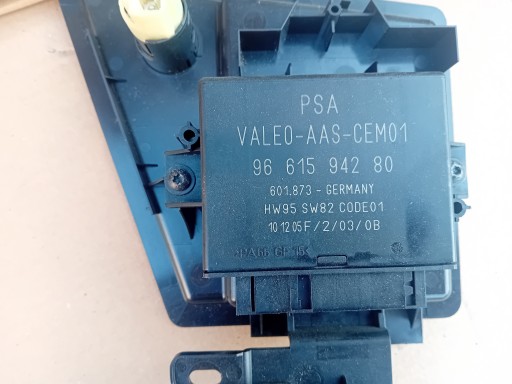 PSA
VALEO-AAS-CEM01
96 615 942 80
601.873 - GERMANY
HW95 SW82 CODE01
10 12 05 F/2/03/0B